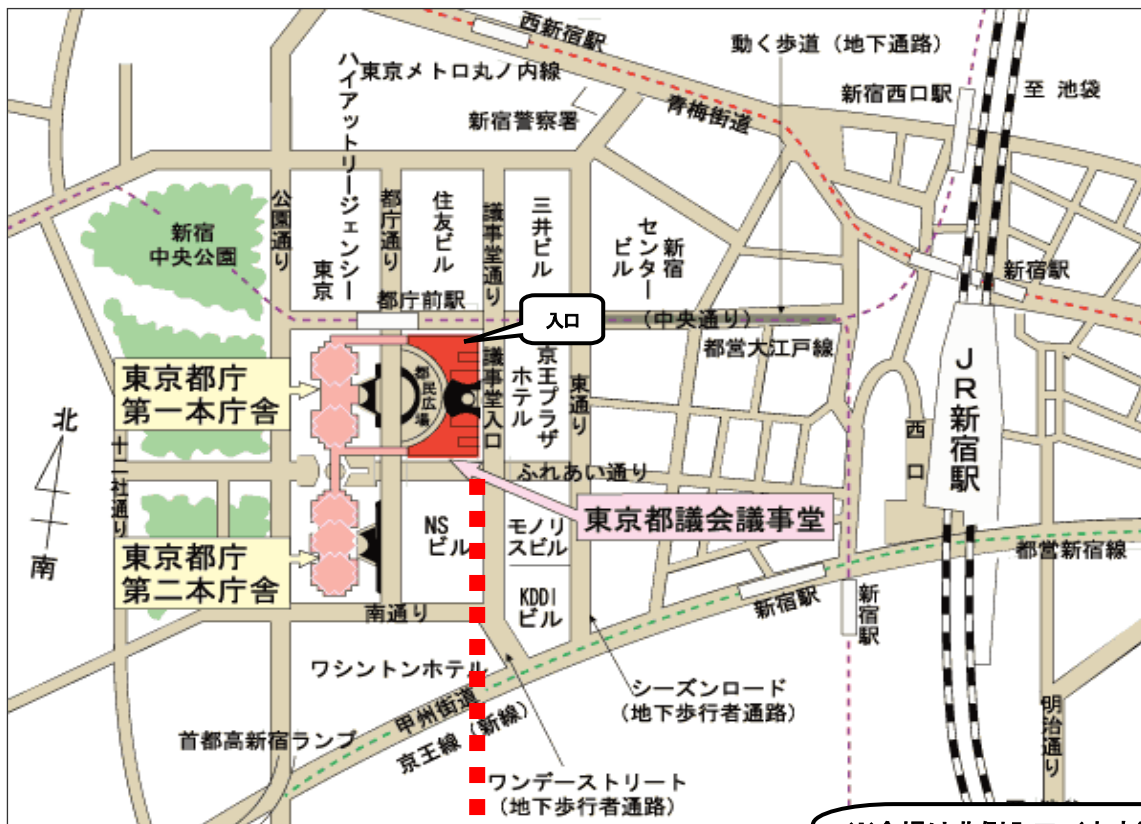 西新宿駅
動く歩道（地下通路）
東京メトロ丸ノ内線
新宿西口駅
至 池袋
青梅街道
新宿警察署
ハイアットリージェンシー
東京
公園通り
都庁通り
住友ビル
議事堂通り
三井ビル
新宿
センター
ビル
新宿
中央公園
新宿駅
都庁前駅
入口
（中央通り）
都営大江戸線
東京都庁
第一本庁舎
都民広場
議事堂入口
京王プラザ
ホテル
東通り
JR新宿駅
西口
北
南
十二社通り
ふれあい通り
東京都議会議事堂
NS
ビル
モノリ
スビル
東京都庁
第二本庁舎
都営新宿線
KDDI
ビル
新宿駅
新宿駅
南通り
ワシントンホテル
シーズンロード
（地下歩行者通路）
甲州街道
京王線（新線）
首都高新宿ランプ
明治通り
ワンデーストリート
（地下歩行者通路）